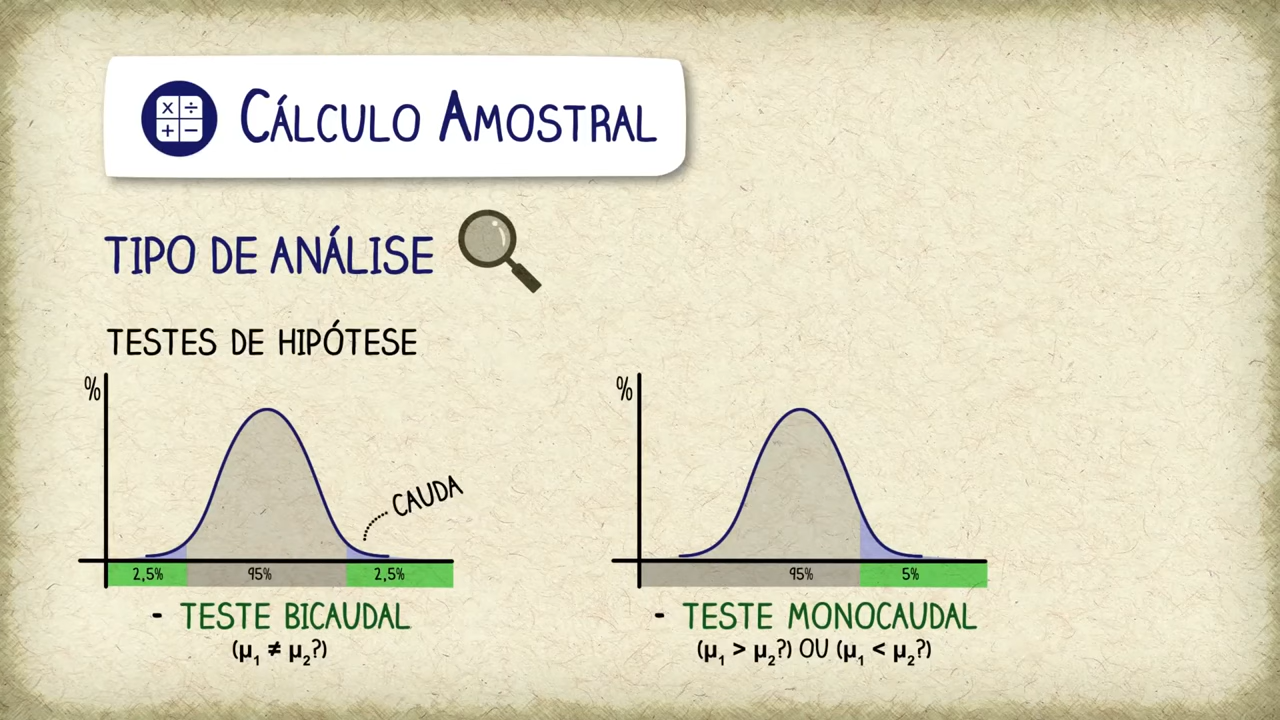 x ÷
+ −
CÁLCULO AMOSTRAL
TIPO DE ANÁLISE
TESTES DE HIPÓTESE
%
CAUDA
2,5% 95% 2,5%
- TESTE BICAUDAL
(μ1 ≠ μ2?)
%
95% 5%
- TESTE MONOCAUDAL
(μ1 > μ2?) OU (μ1 < μ2?)